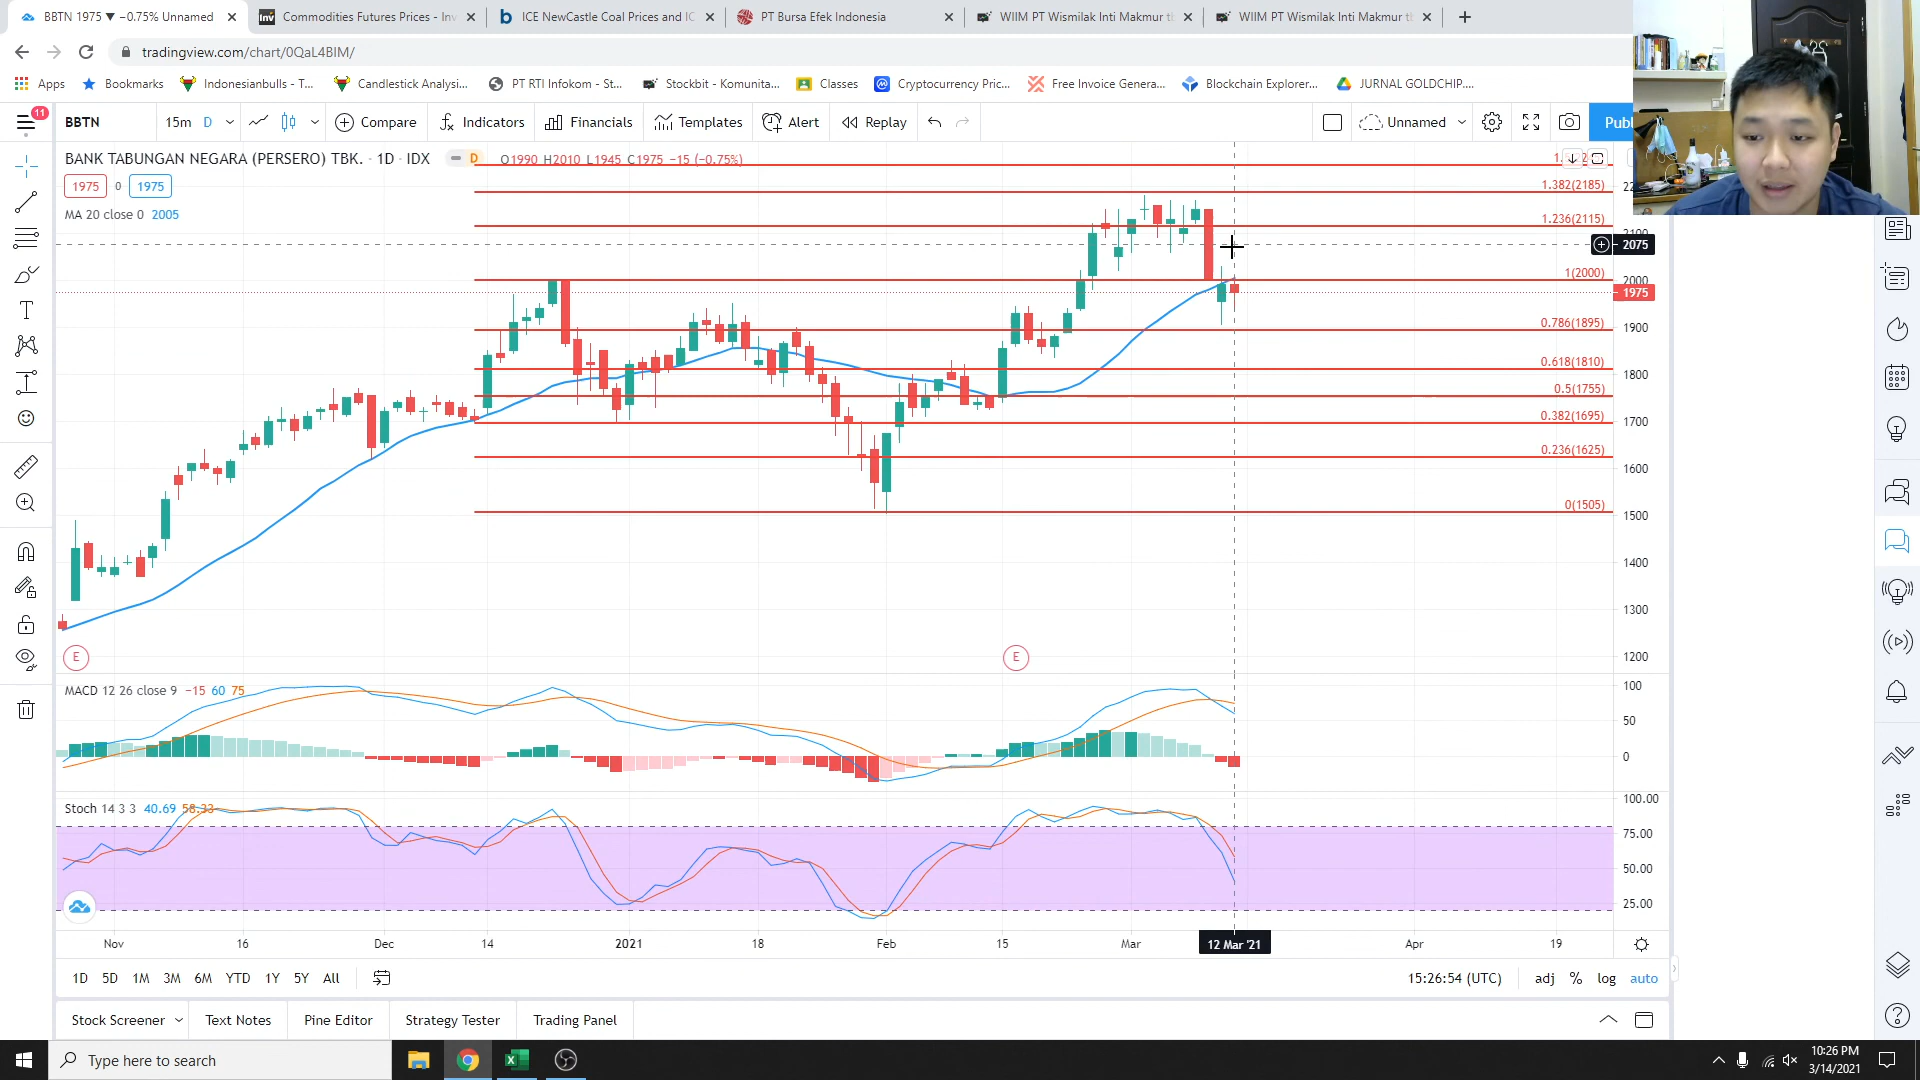 BBTN 1975 ▼ −0.75% Unnamed
Commodities Futures Prices - Inv
ICE NewCastle Coal Prices and IC
PT Bursa Efek Indonesia
WIIM PT Wismilak Inti Makmur tb
WIIM PT Wismilak Inti Makmur tb
tradingview.com/chart/0QaL4BIM/
Apps
Bookmarks
Indonesianbulls - T...
Candlestick Analysi...
PT RTI Infokom - St...
Stockbit - Komunita...
Classes
Cryptocurrency Pric...
Free Invoice Genera...
Blockchain Explorer...
JURNAL GOLDCHIP....
11
BBTN
15m
D
Compare
Indicators
Financials
Templates
Alert
Replay
Unnamed
Publ
BANK TABUNGAN NEGARA (PERSERO) TBK. · 1D · IDX
D
O1990 H2010 L1945 C1975 −15 (−0.75%)
1975
0
1975
MA 20 close 0 2005
1.382(2185)
1.236(2115)
1(2000)
0.786(1895)
0.618(1810)
0.5(1755)
0.382(1695)
0.236(1625)
0(1505)
2100
2075
2000
1975
1900
1800
1700
1600
1500
1400
1300
1200
E
E
MACD 12 26 close 9 −15 60 75
100
50
0
Stoch 14 3 3 40.69 58.33
100.00
75.00
50.00
25.00
Nov
16
Dec
14
2021
18
Feb
15
Mar
12 Mar '21
Apr
19
1D
5D
1M
3M
6M
YTD
1Y
5Y
All
15:26:54 (UTC)
adj
%
log
auto
Stock Screener
Text Notes
Pine Editor
Strategy Tester
Trading Panel
Type here to search
10:26 PM
3/14/2021